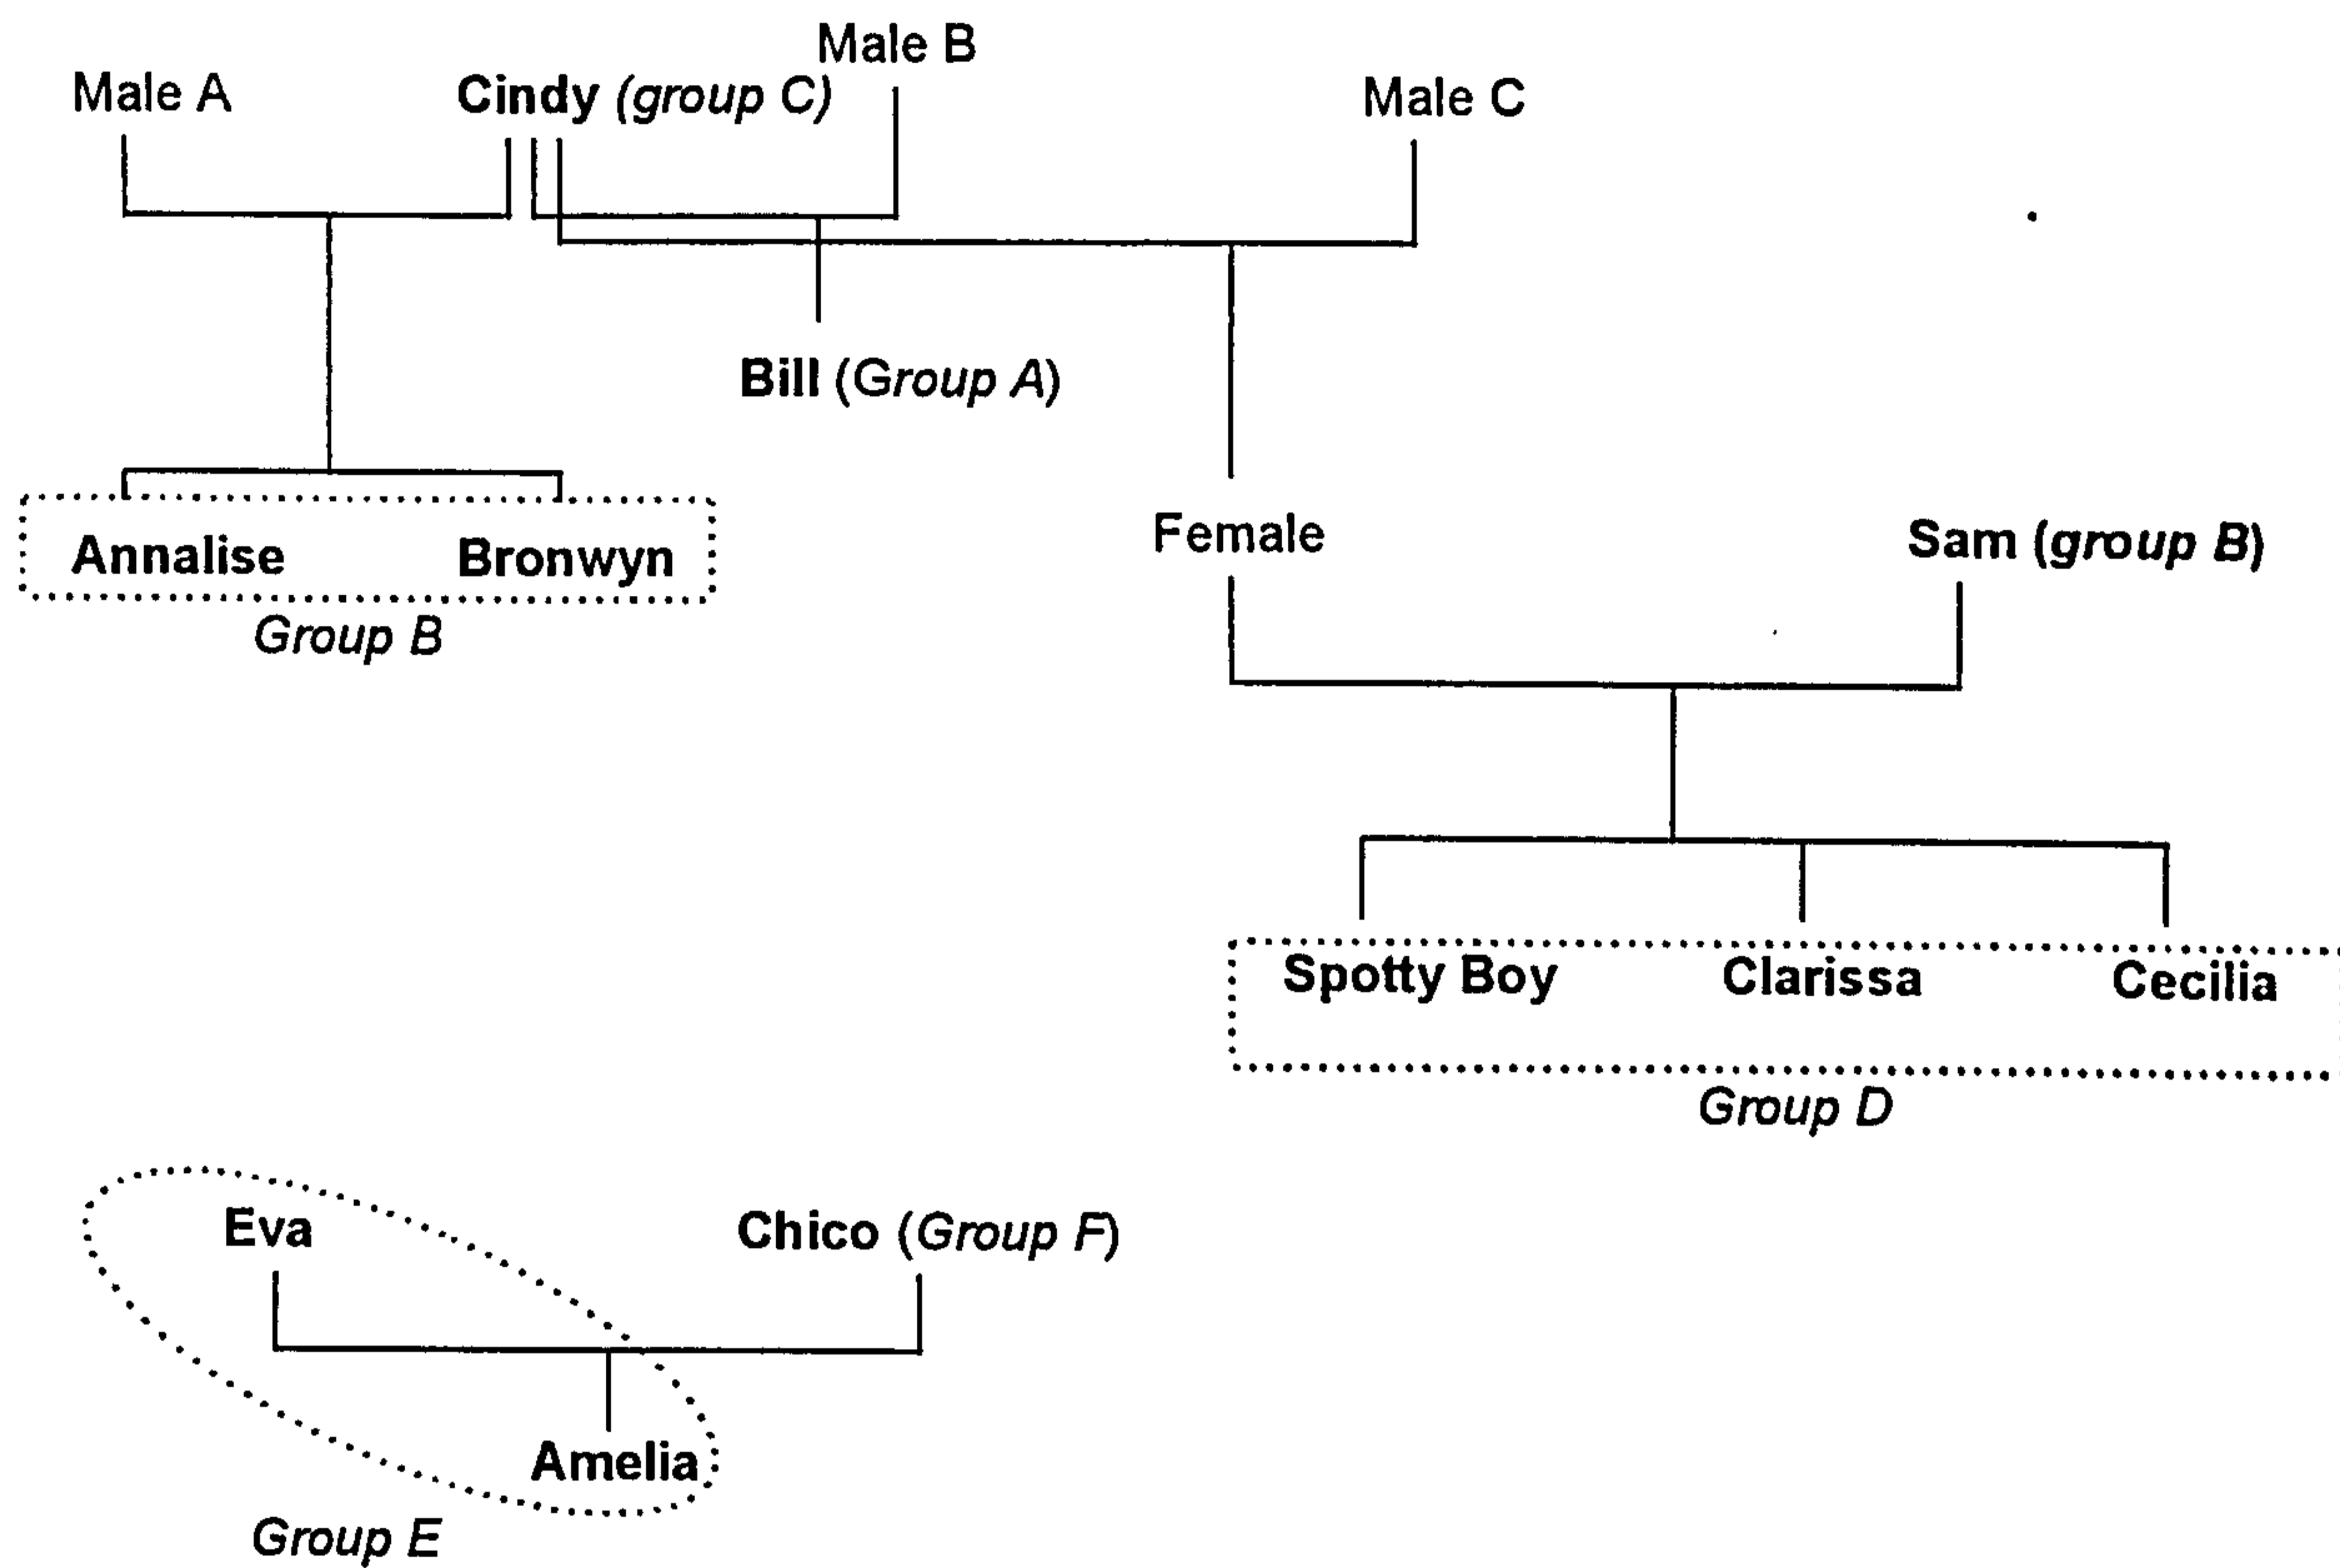 Male B
Male A
Cindy (group C)
Male C
Bill (Group A)
Female
Sam (group B)
Annalise
Bronwyn
Group B
Spotty Boy
Clarissa
Cecilia
Group D
Eva
Chico (Group F)
Amelia
Group E